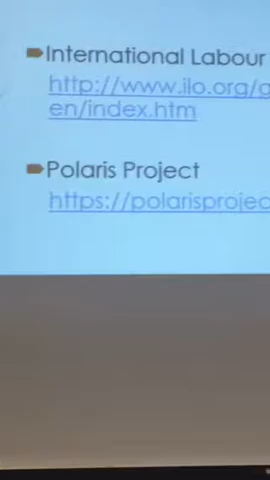 International Labour
http://www.ilo.org/g
en/index.htm
Polaris Project
https://polarisprojec